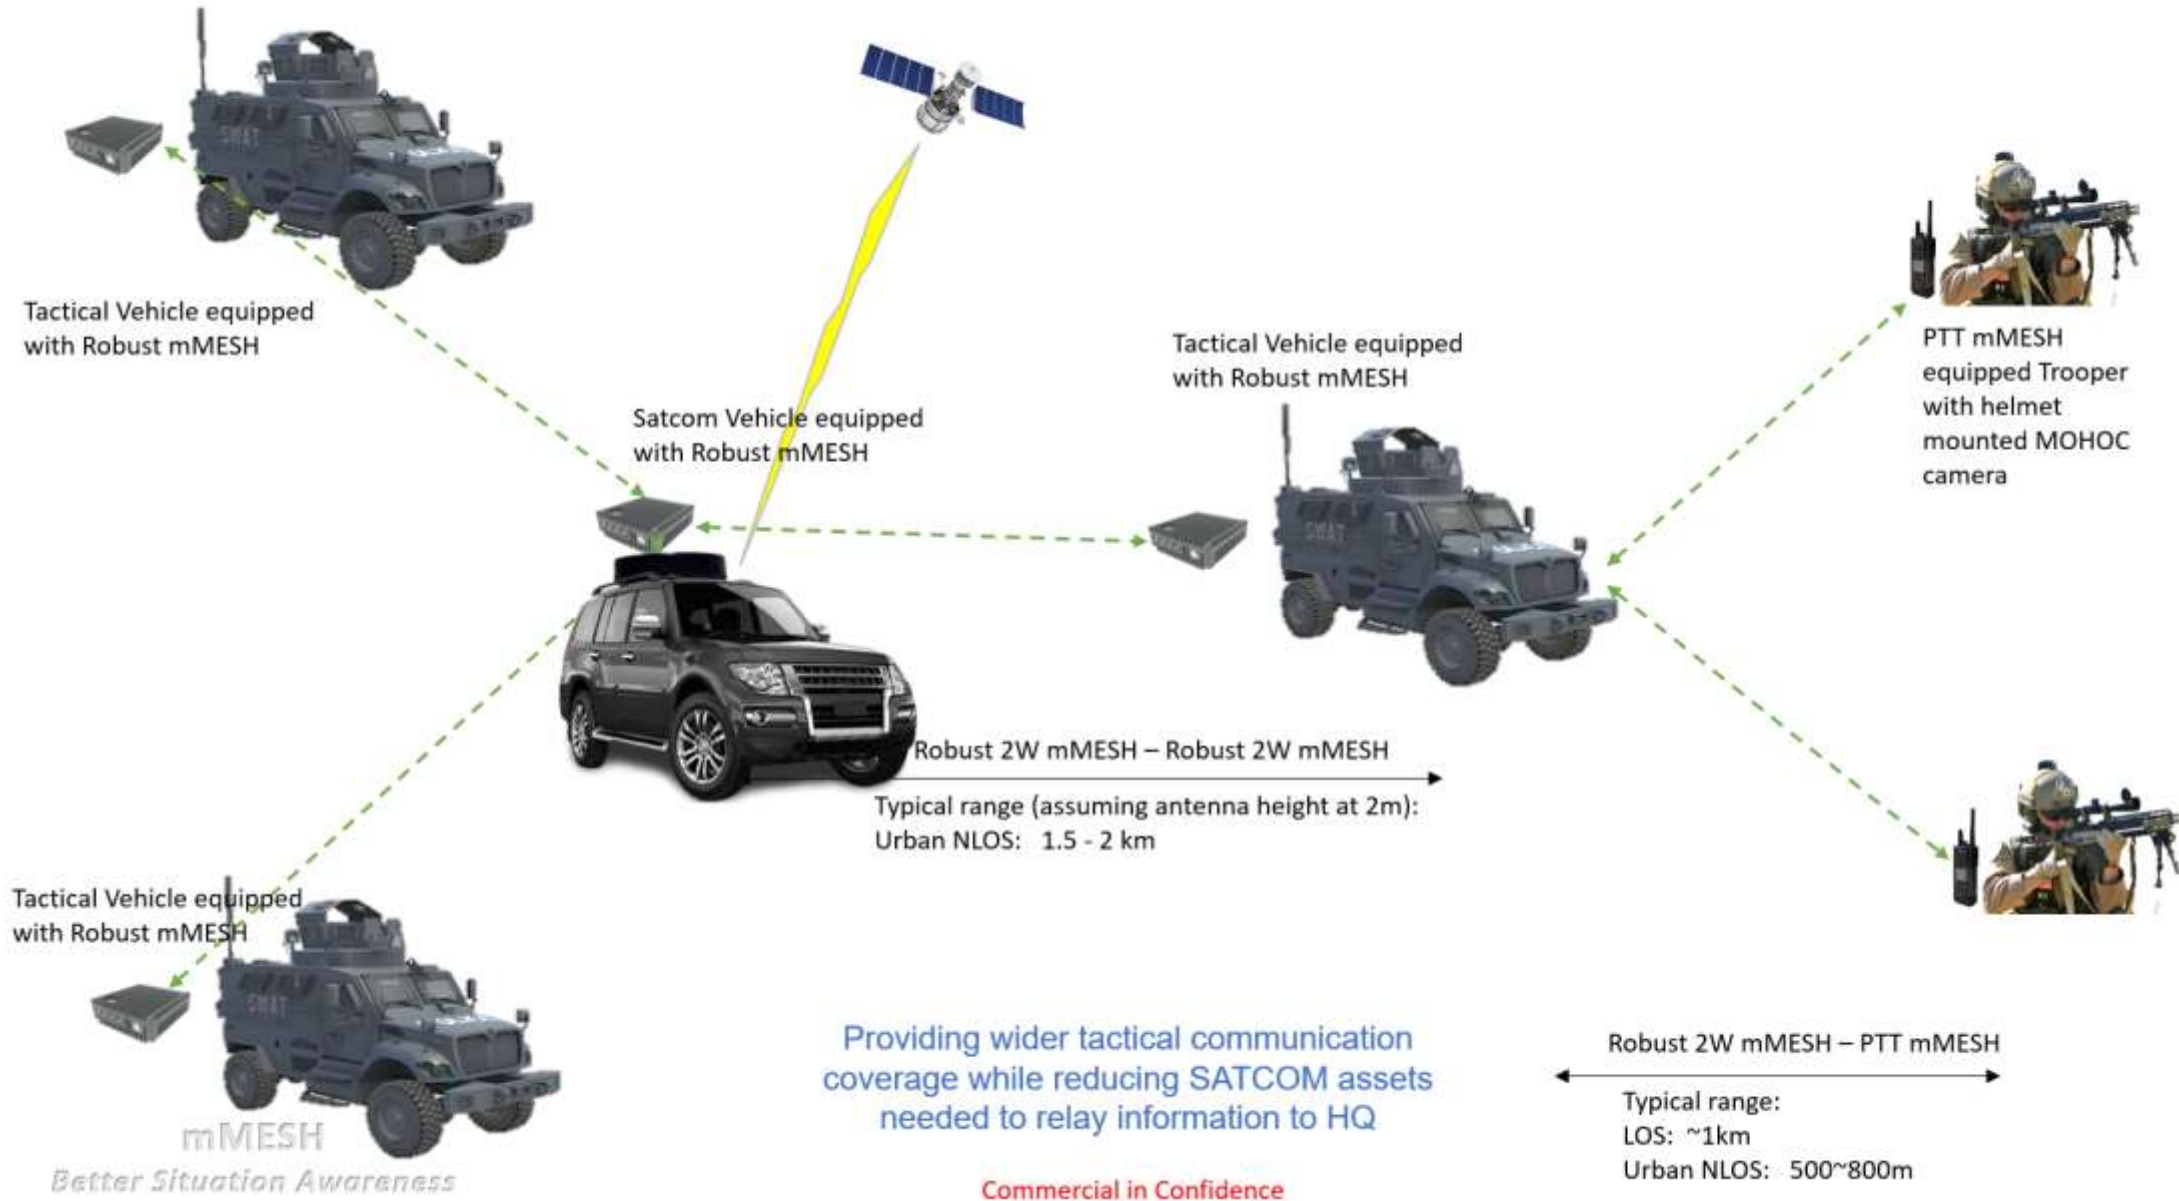 SWAT
Tactical Vehicle equipped
with Robust mMESH
Satcom Vehicle equipped
with Robust mMESH
Tactical Vehicle equipped
with Robust mMESH
SWAT
PTT mMESH
equipped Trooper
with helmet
mounted MOHOC
camera
Robust 2W mMESH – Robust 2W mMESH
Typical range (assuming antenna height at 2m):
Urban NLOS: 1.5 - 2 km
Tactical Vehicle equipped
with Robust mMESH
SWAT
mMESH
Better Situation Awareness
Providing wider tactical communication
coverage while reducing SATCOM assets
needed to relay information to HQ
Commercial in Confidence
Robust 2W mMESH – PTT mMESH
Typical range:
LOS: ~1km
Urban NLOS: 500~800m